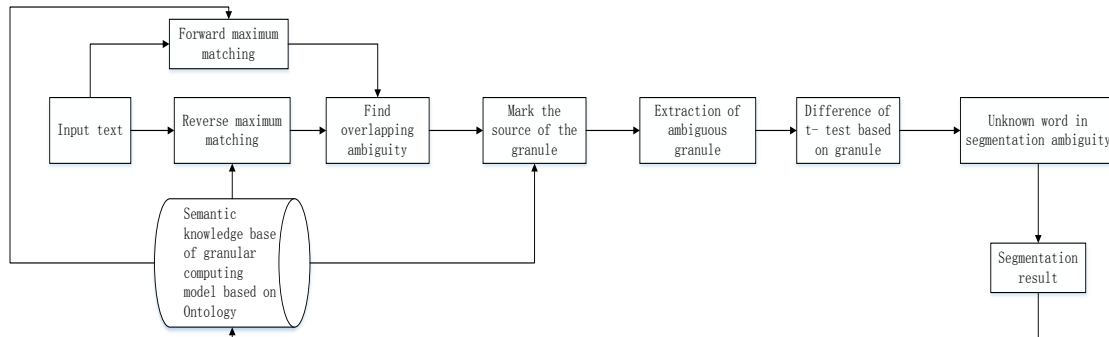 Forward maximum
matching
Input text
Reverse maximum
matching
Find
overlapping
ambiguity
Mark the
source of the
granule
Extraction of
ambiguous
granule
Difference of
t- test based
on granule
Unknown word in
segmentation ambiguity
Semantic
knowledge base
of granular
computing
model based on
Ontology
Segmentation
result